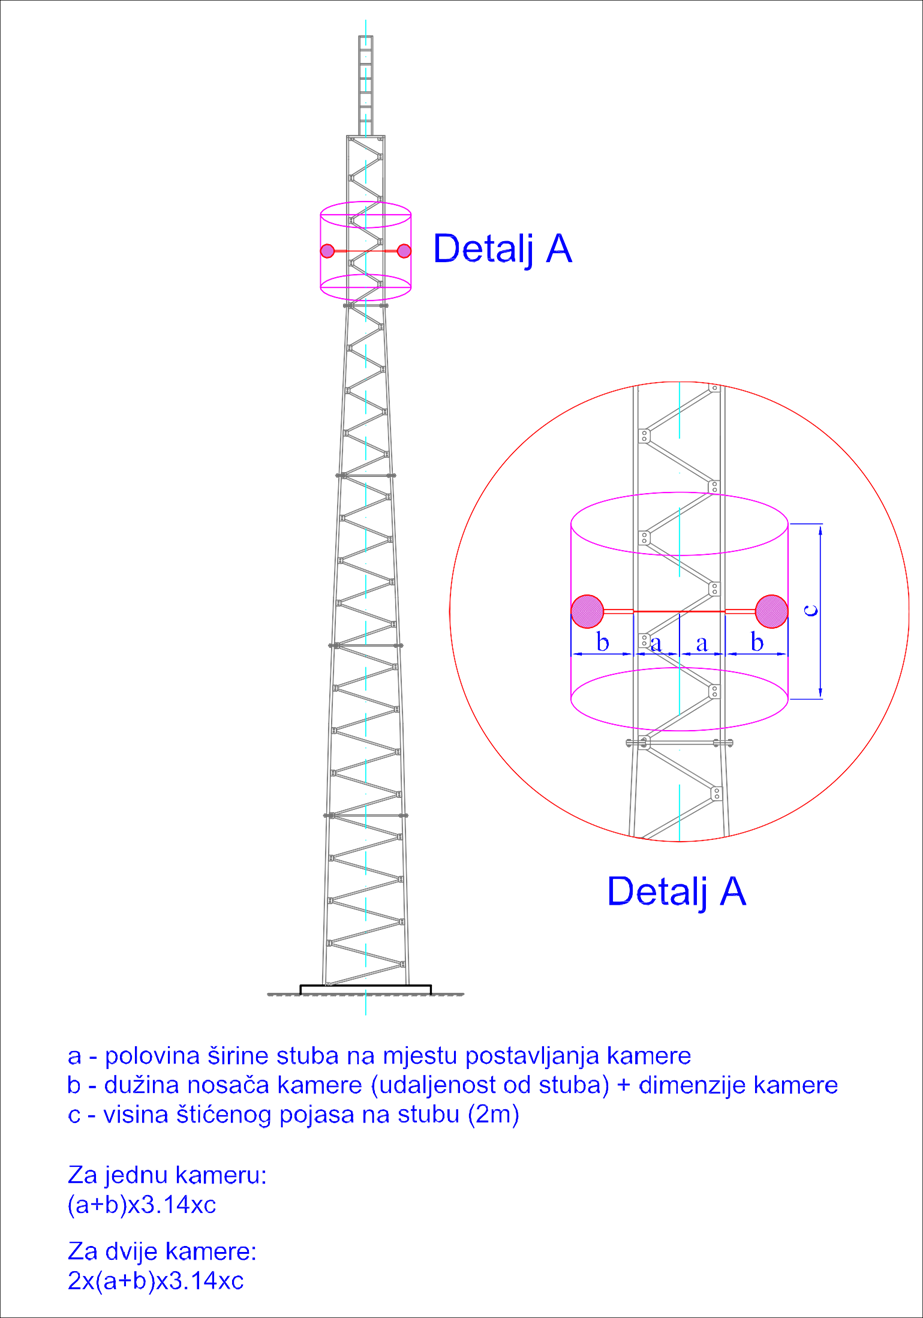 Detalj A
b
a
a
b
c
Detalj A
a - polovina širine stuba na mjestu postavljanja kamere
b - dužina nosača kamere (udaljenost od stuba) + dimenzije kamere
c - visina štićenog pojasa na stubu (2m)
Za jednu kameru:
(a+b)x3.14xc
Za dvije kamere:
2x(a+b)x3.14xc